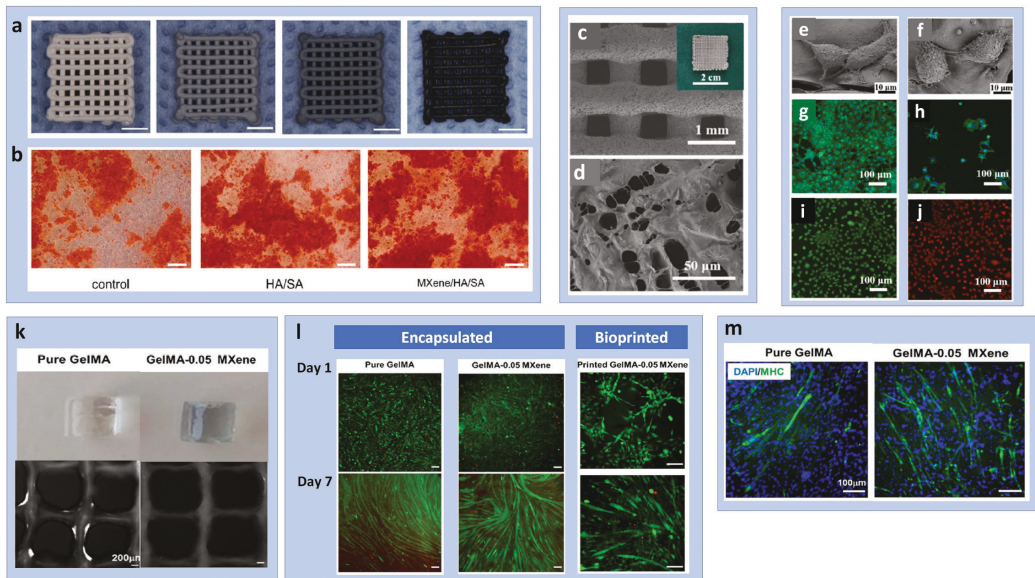 a
b
control
HA/SA
MXene/HA/SA
c
2 cm
1 mm
d
50 µm
e
10 µm
f
10 µm
g
100 µm
h
100 µm
i
100 µm
j
100 µm
k
Pure GelMA
GelMA-0.05 MXene
200µm
l
Encapsulated
Bioprinted
Pure GelMA
GelMA-0.05 MXene
Printed GelMA-0.05 MXene
Day 1
Day 7
m
Pure GelMA
GelMA-0.05 MXene
DAPI/MHC
100µm